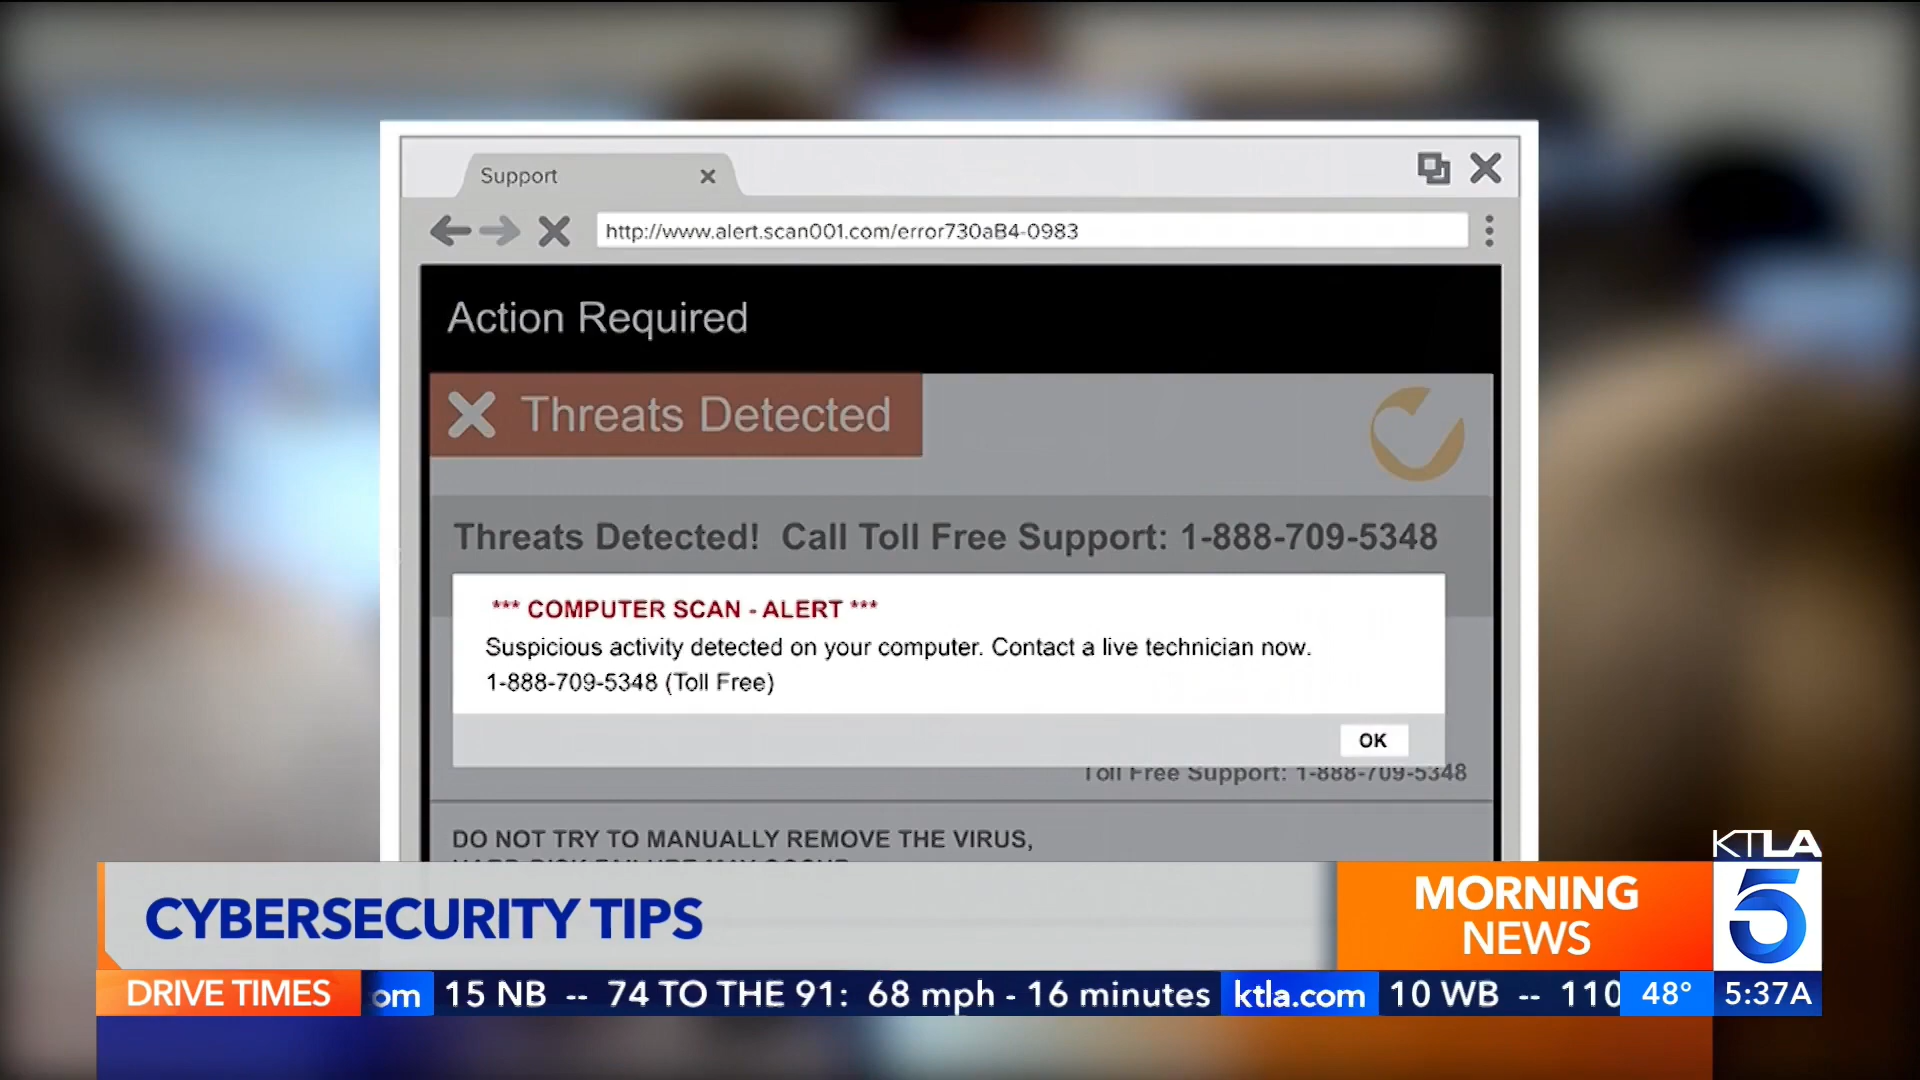 Support
http://www.alert.scan001.com/error730aB4-0983
Action Required
Threats Detected
Threats Detected! Call Toll Free Support: 1-888-709-5348
*** COMPUTER SCAN - ALERT ***
Suspicious activity detected on your computer. Contact a live technician now.
1-888-709-5348 (Toll Free)
OK
Toll Free Support: 1-888-709-5348
DO NOT TRY TO MANUALLY REMOVE THE VIRUS,
CYBERSECURITY TIPS
MORNING
NEWS
KTLA
5
DRIVE TIMES
om 15 NB -- 74 TO THE 91: 68 mph - 16 minutes ktla.com 10 WB -- 110 48° 5:37A